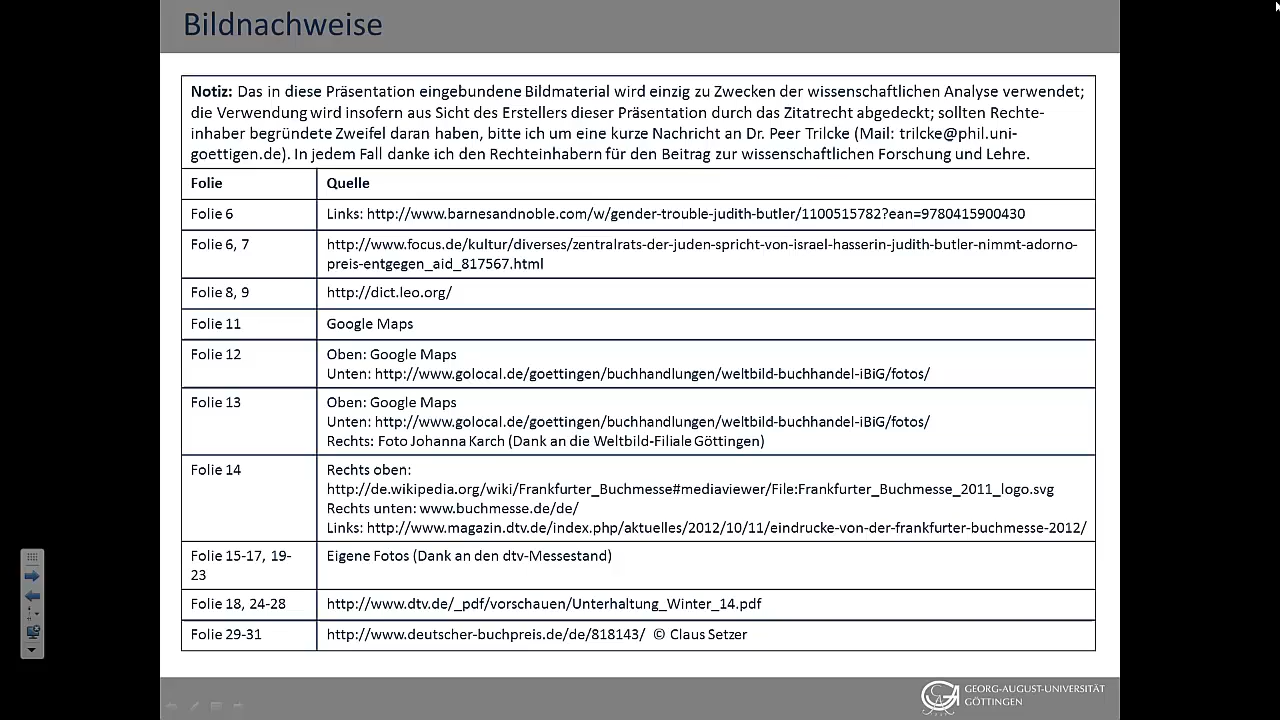 Bildnachweise
Notiz: Das in diese Präsentation eingebundene Bildmaterial wird einzig zu Zwecken der wissenschaftlichen Analyse verwendet;
die Verwendung wird insofern aus Sicht des Erstellers dieser Präsentation durch das Zitatrecht abgedeckt; sollten Rechte-
inhaber begründete Zweifel daran haben, bitte ich um eine kurze Nachricht an Dr. Peer Trilcke (Mail: trilcke@phil.uni-
goettigen.de). In jedem Fall danke ich den Rechteinhabern für den Beitrag zur wissenschaftlichen Forschung und Lehre.
Folie Quelle
Folie 6 Links: http://www.barnesandnoble.com/w/gender-trouble-judith-butler/1100515782?ean=9780415900430
Folie 6, 7 http://www.focus.de/kultur/diverses/zentralrats-der-juden-spricht-von-israel-hasserin-judith-butler-nimmt-adorno-
preis-entgegen_aid_817567.html
Folie 8, 9 http://dict.leo.org/
Folie 11 Google Maps
Folie 12 Oben: Google Maps
Unten: http://www.golocal.de/goettingen/buchhandlungen/weltbild-buchhandel-iBiG/fotos/
Folie 13 Oben: Google Maps
Unten: http://www.golocal.de/goettingen/buchhandlungen/weltbild-buchhandel-iBiG/fotos/
Rechts: Foto Johanna Karch (Dank an die Weltbild-Filiale Göttingen)
Folie 14 Rechts oben:
http://de.wikipedia.org/wiki/Frankfurter_Buchmesse#mediaviewer/File:Frankfurter_Buchmesse_2011_logo.svg
Rechts unten: www.buchmesse.de/de/
Links: http://www.magazin.dtv.de/index.php/aktuelles/2012/10/11/eindrucke-von-der-frankfurter-buchmesse-2012/
Folie 15-17, 19- Eigene Fotos (Dank an den dtv-Messestand)
23
Folie 18, 24-28 http://www.dtv.de/_pdf/vorschauen/Unterhaltung_Winter_14.pdf
Folie 29-31 http://www.deutscher-buchpreis.de/de/818143/ © Claus Setzer
GEORG-AUGUST-UNIVERSITÄT
GÖTTINGEN